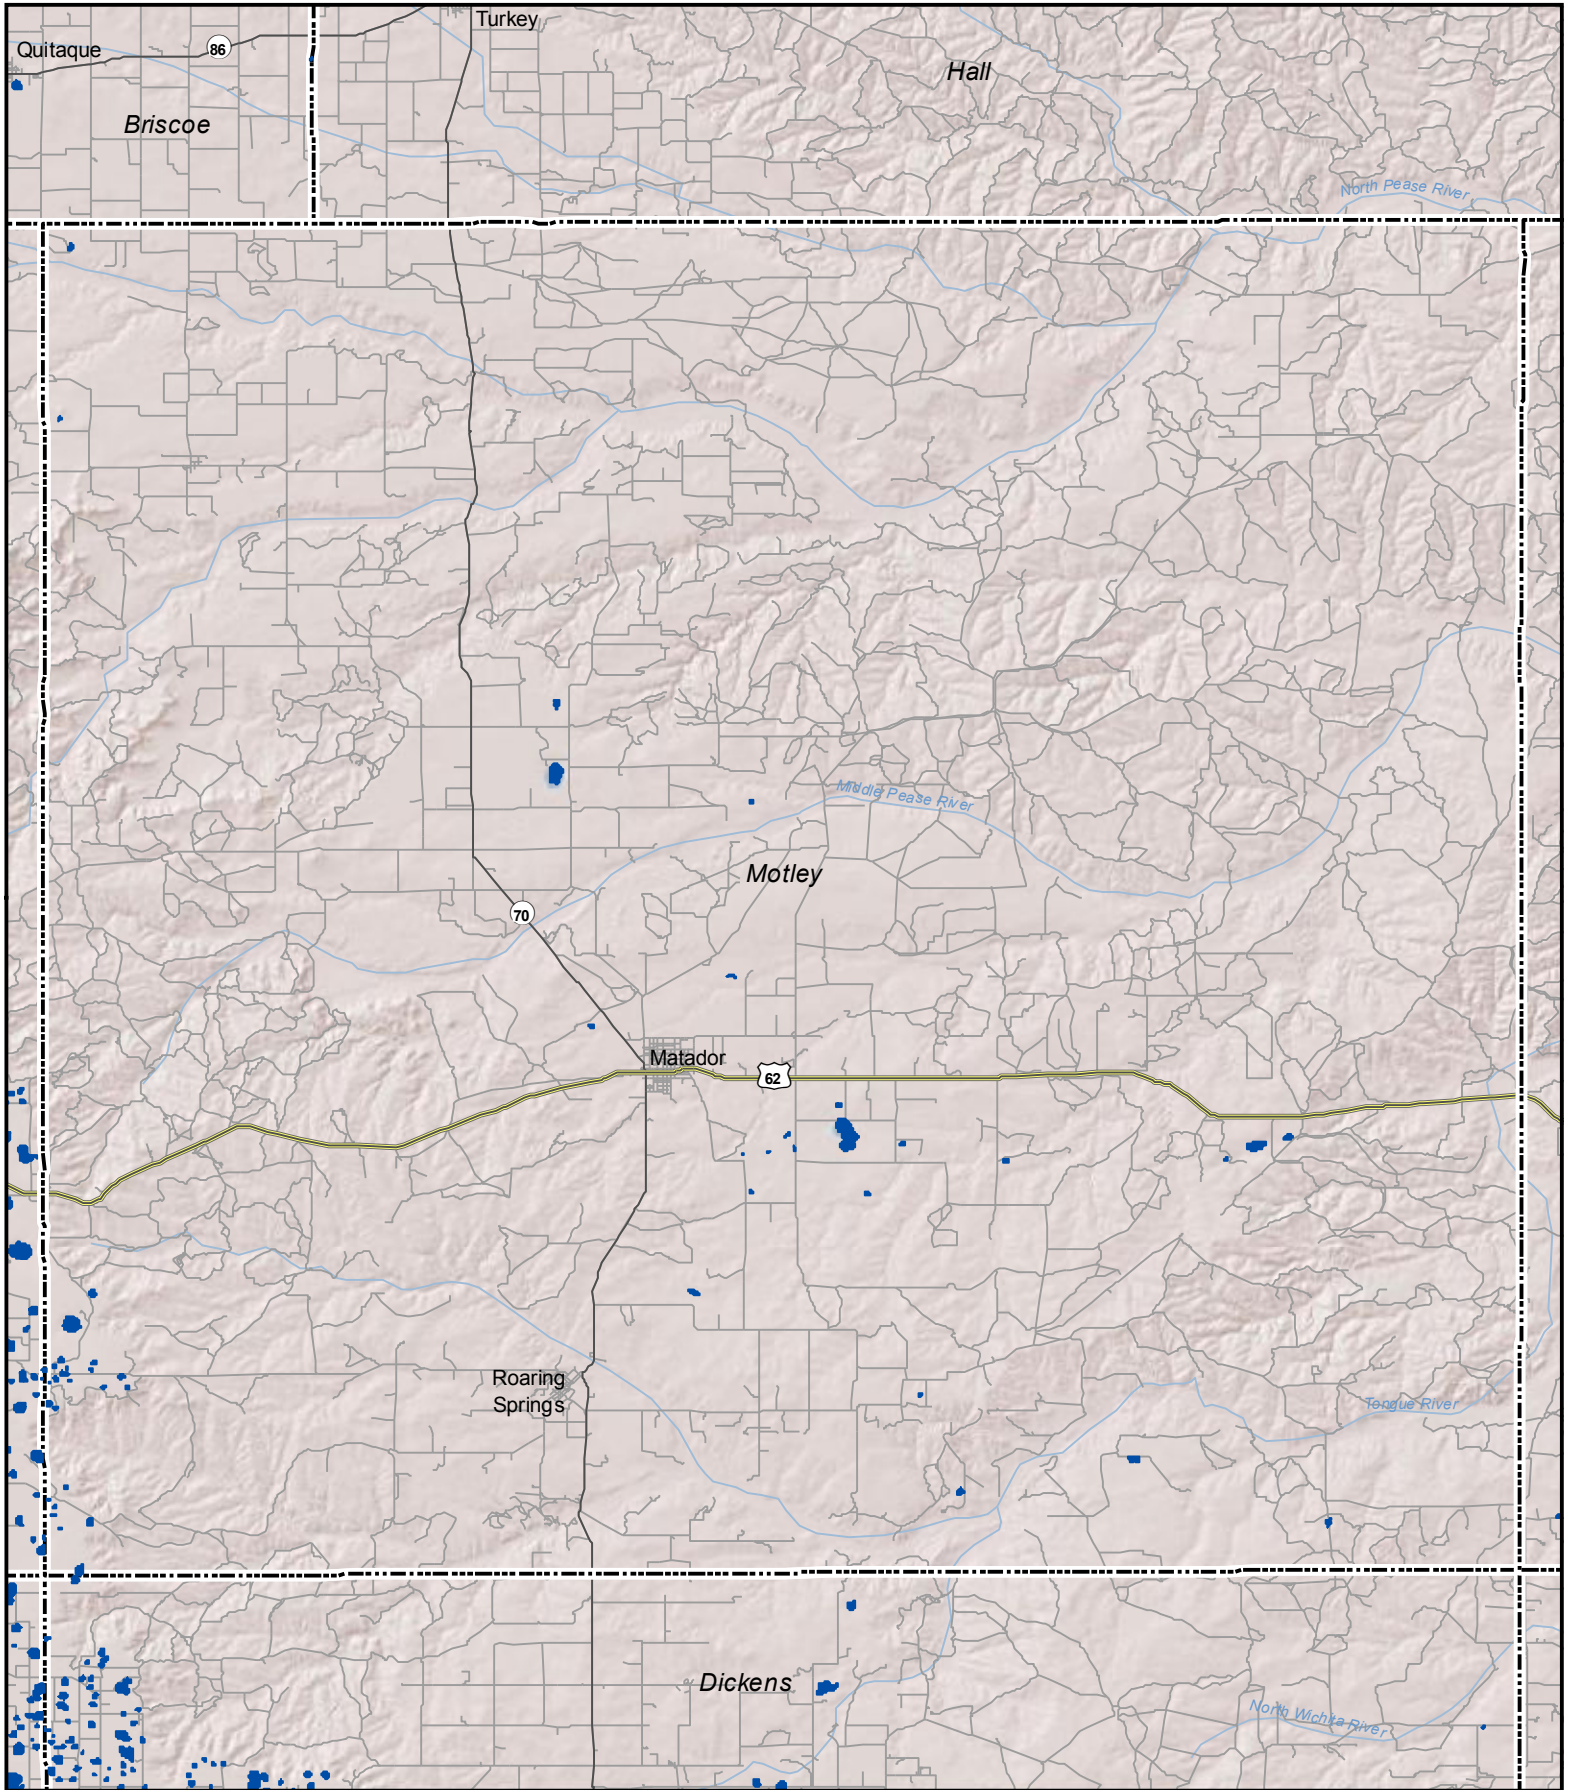 Turkey
Quitaque
86
Hall
Briscoe
North Pease River
Middle Pease River
Motley
70
Matador
62
Roaring
Springs
Tongue River
Dickens
North Wichita River